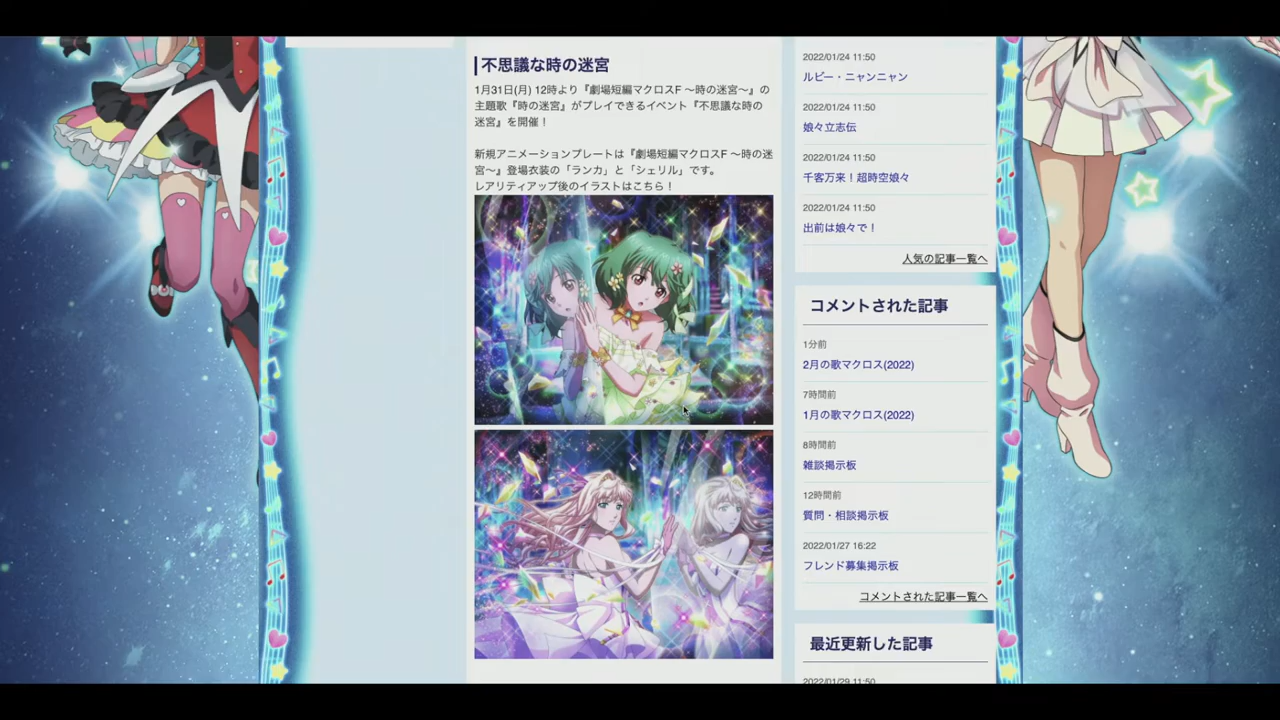 不思議な時の迷宮
1月31日(月) 12時より『劇場短編マクロスF ～時の迷宮～』の
主題歌『時の迷宮』がプレイできるイベント『不思議な時の
迷宮』を開催！
新規アニメーションプレートは『劇場短編マクロスF ～時の迷
宮～』登場衣装の「ランカ」と「シェリル」です。
レアリティアップ後のイラストはこちら！
2022/01/24 11:50
ルビー・ニャンニャン
2022/01/24 11:50
娘々立志伝
2022/01/24 11:50
千客万来！超時空娘々
2022/01/24 11:50
出前は娘々で！
人気の記事一覧へ
コメントされた記事
1分前
2月の歌マクロス(2022)
7時間前
1月の歌マクロス(2022)
8時間前
雑談掲示板
12時間前
質問・相談掲示板
2022/01/27 16:22
フレンド募集掲示板
コメントされた記事一覧へ
最近更新した記事
2022/01/29 11:50